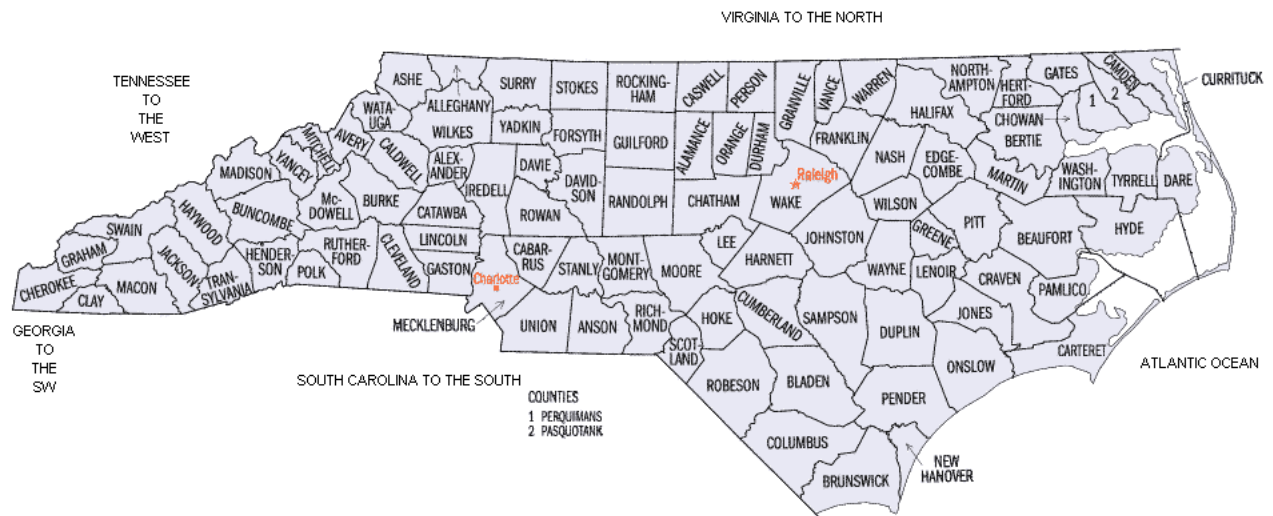 VIRGINIA TO THE NORTH
TENNESSEE
TO
THE
WEST
ASHE
ALLEGHANY
SURRY
STOKES
ROCKING-
HAM
CASWELL
PERSON
GRANVILLE
VANCE
WARREN
NORTH-
AMPTON
HERT-
FORD
GATES
CAMDEN
CURRITUCK
WATA-
UGA
WILKES
YADKIN
FORSYTH
GUILFORD
ALAMANCE
ORANGE
DURHAM
FRANKLIN
HALIFAX
CHOWAN
BERTIE
1
2
MITCHELL
AVERY
CALDWELL
ALEX-
ANDER
IREDELL
DAVIE
DAVID-
SON
RANDOLPH
CHATHAM
Raleigh
WAKE
NASH
EDGE-
COMBE
MARTIN
WASH-
INGTON
TYRRELL
DARE
MADISON
YANCEY
Mc-
DOWELL
BURKE
CATAWBA
ROWAN
WILSON
PITT
BEAUFORT
HYDE
SWAIN
HAYWOOD
BUNCOMBE
RUTHER-
FORD
CLEVELAND
LINCOLN
CABAR-
RUS
STANLY
MONT-
GOMERY
MOORE
LEE
HARNETT
JOHNSTON
GREENE
GRAHAM
JACKSON
HENDER-
SON
POLK
GASTON
Charlotte
WAYNE
LENOIR
CRAVEN
PAMLICO
CHEROKEE
CLAY
MACON
TRAN-
SYLVANIA
MECKLENBURG
UNION
ANSON
RICH-
MOND
SCOT-
LAND
HOKE
CUMBERLAND
SAMPSON
DUPLIN
JONES
ONSLOW
CARTERET
GEORGIA
TO
THE
SW
SOUTH CAROLINA TO THE SOUTH
ATLANTIC OCEAN
ROBESON
BLADEN
PENDER
COUNTIES
1 PERQUIMANS
2 PASQUOTANK
COLUMBUS
BRUNSWICK
NEW
HANOVER